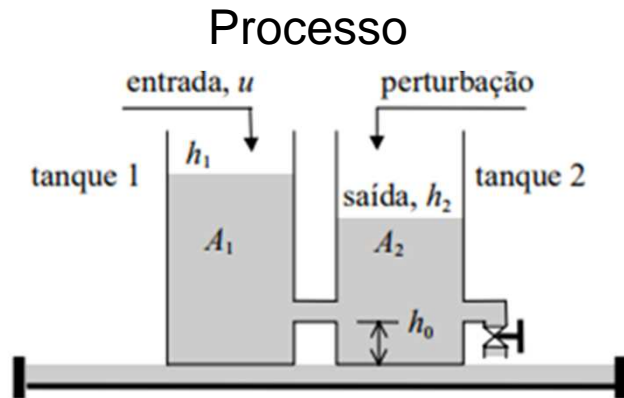 Processo
entrada, u
perturbação
tanque 1
h₁
saída, h₂
tanque 2
A₁
A₂
h₀